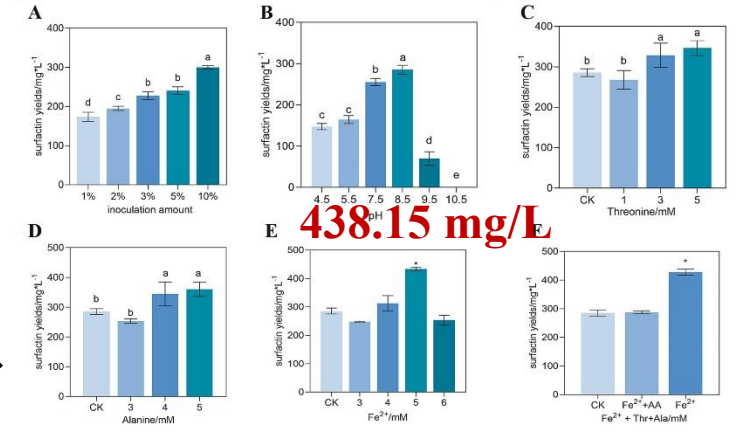 A
surfactin yields/mg*L-1
400
300
200
100
0
d
c
b
b
a
1% 2% 3% 5% 10%
inoculation amount
B
surfactin yields/mg*L-1
400
300
200
100
0
c
c
b
a
d
e
4.5 5.5 7.5 8.5 9.5 10.5
pH
C
surfactin yields/mg*L-1
400
300
200
100
0
b
b
a
a
CK 1 3 5
Threonine/mM
438.15 mg/L
D
surfactin yields/mg*L-1
500
400
300
200
100
0
b
b
a
a
CK 3 4 5
Alanine/mM
E
surfactin yields/mg*L-1
500
400
300
200
100
0
*
CK 3 4 5 6
Fe2+/mM
F
surfactin yields/mg*L-1
500
400
300
200
100
0
*
CK Fe2++AA Fe2+
Fe2+ + Thr+Ala/mM